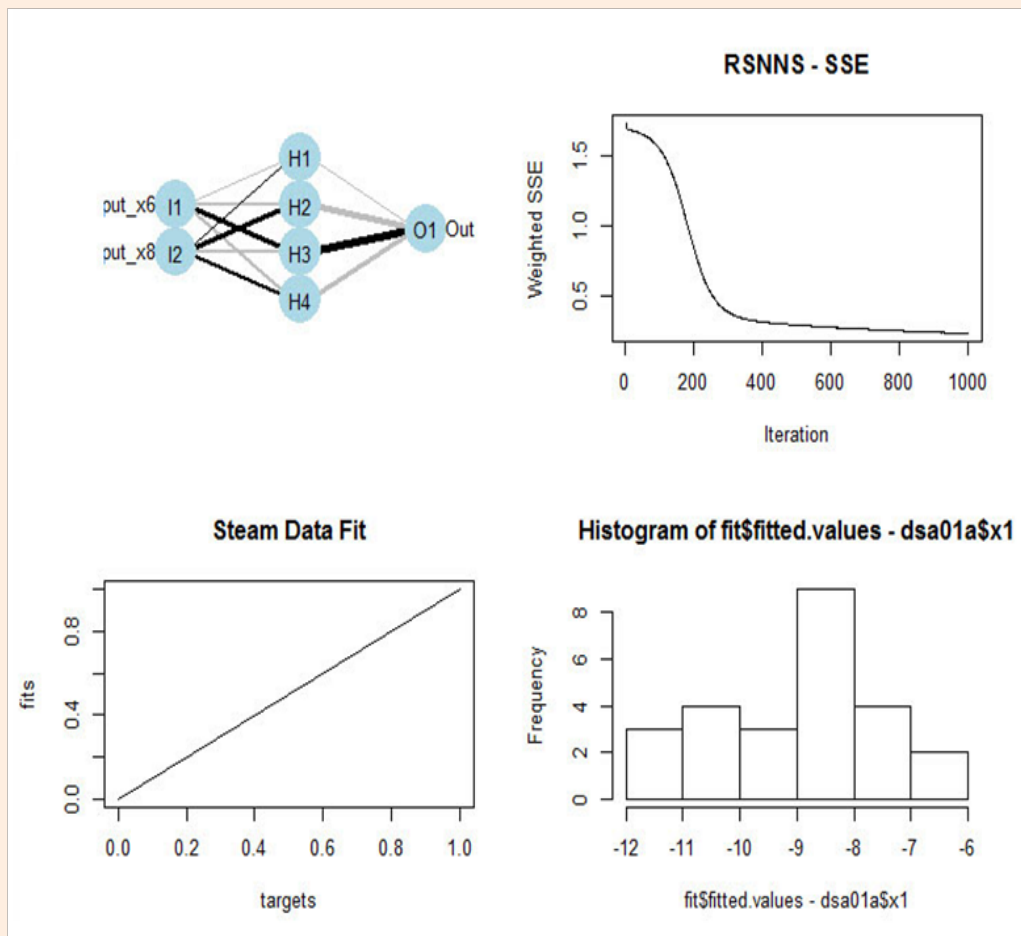 H1
put_x6 I1 H2
O1 Out
put_x8 I2 H3
H4
RSNNS - SSE
Weighted SSE
1.5
1.0
0.5
0 200 400 600 800 1000
Iteration
Steam Data Fit
fits
0.8
0.4
0.0
0.0 0.2 0.4 0.6 0.8 1.0
targets
Histogram of fit$fitted.values - dsa01a$x1
Frequency
8
6
4
2
0
-12 -11 -10 -9 -8 -7 -6
fit$fitted.values - dsa01a$x1